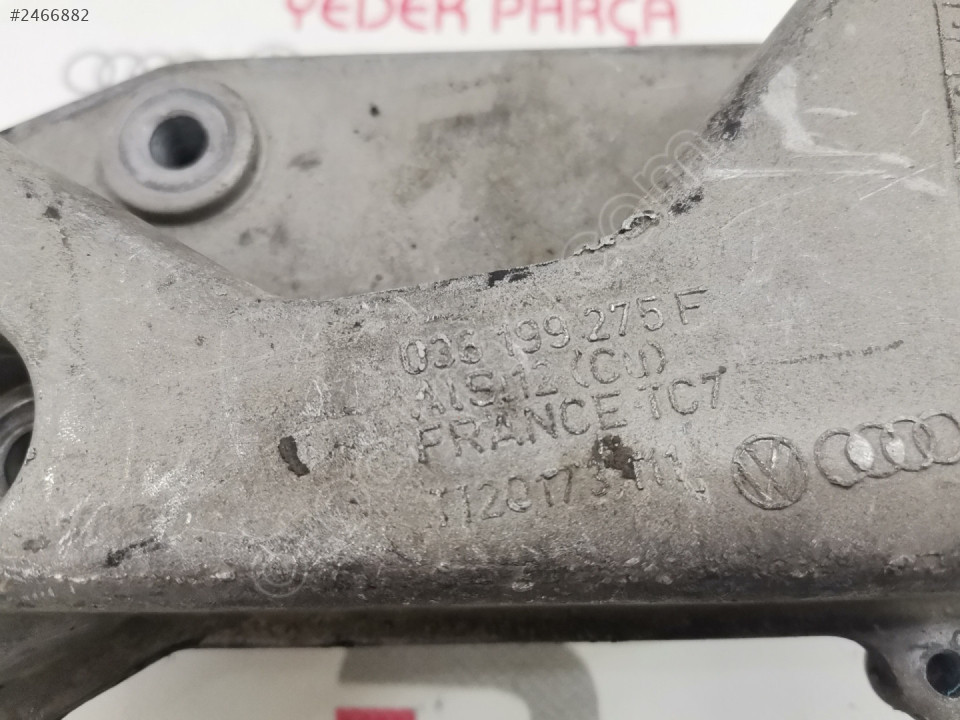 #2466882
YEDEK PARÇA
036 199 275 F
AlSi12 (Cu)
FRANCE 1C7